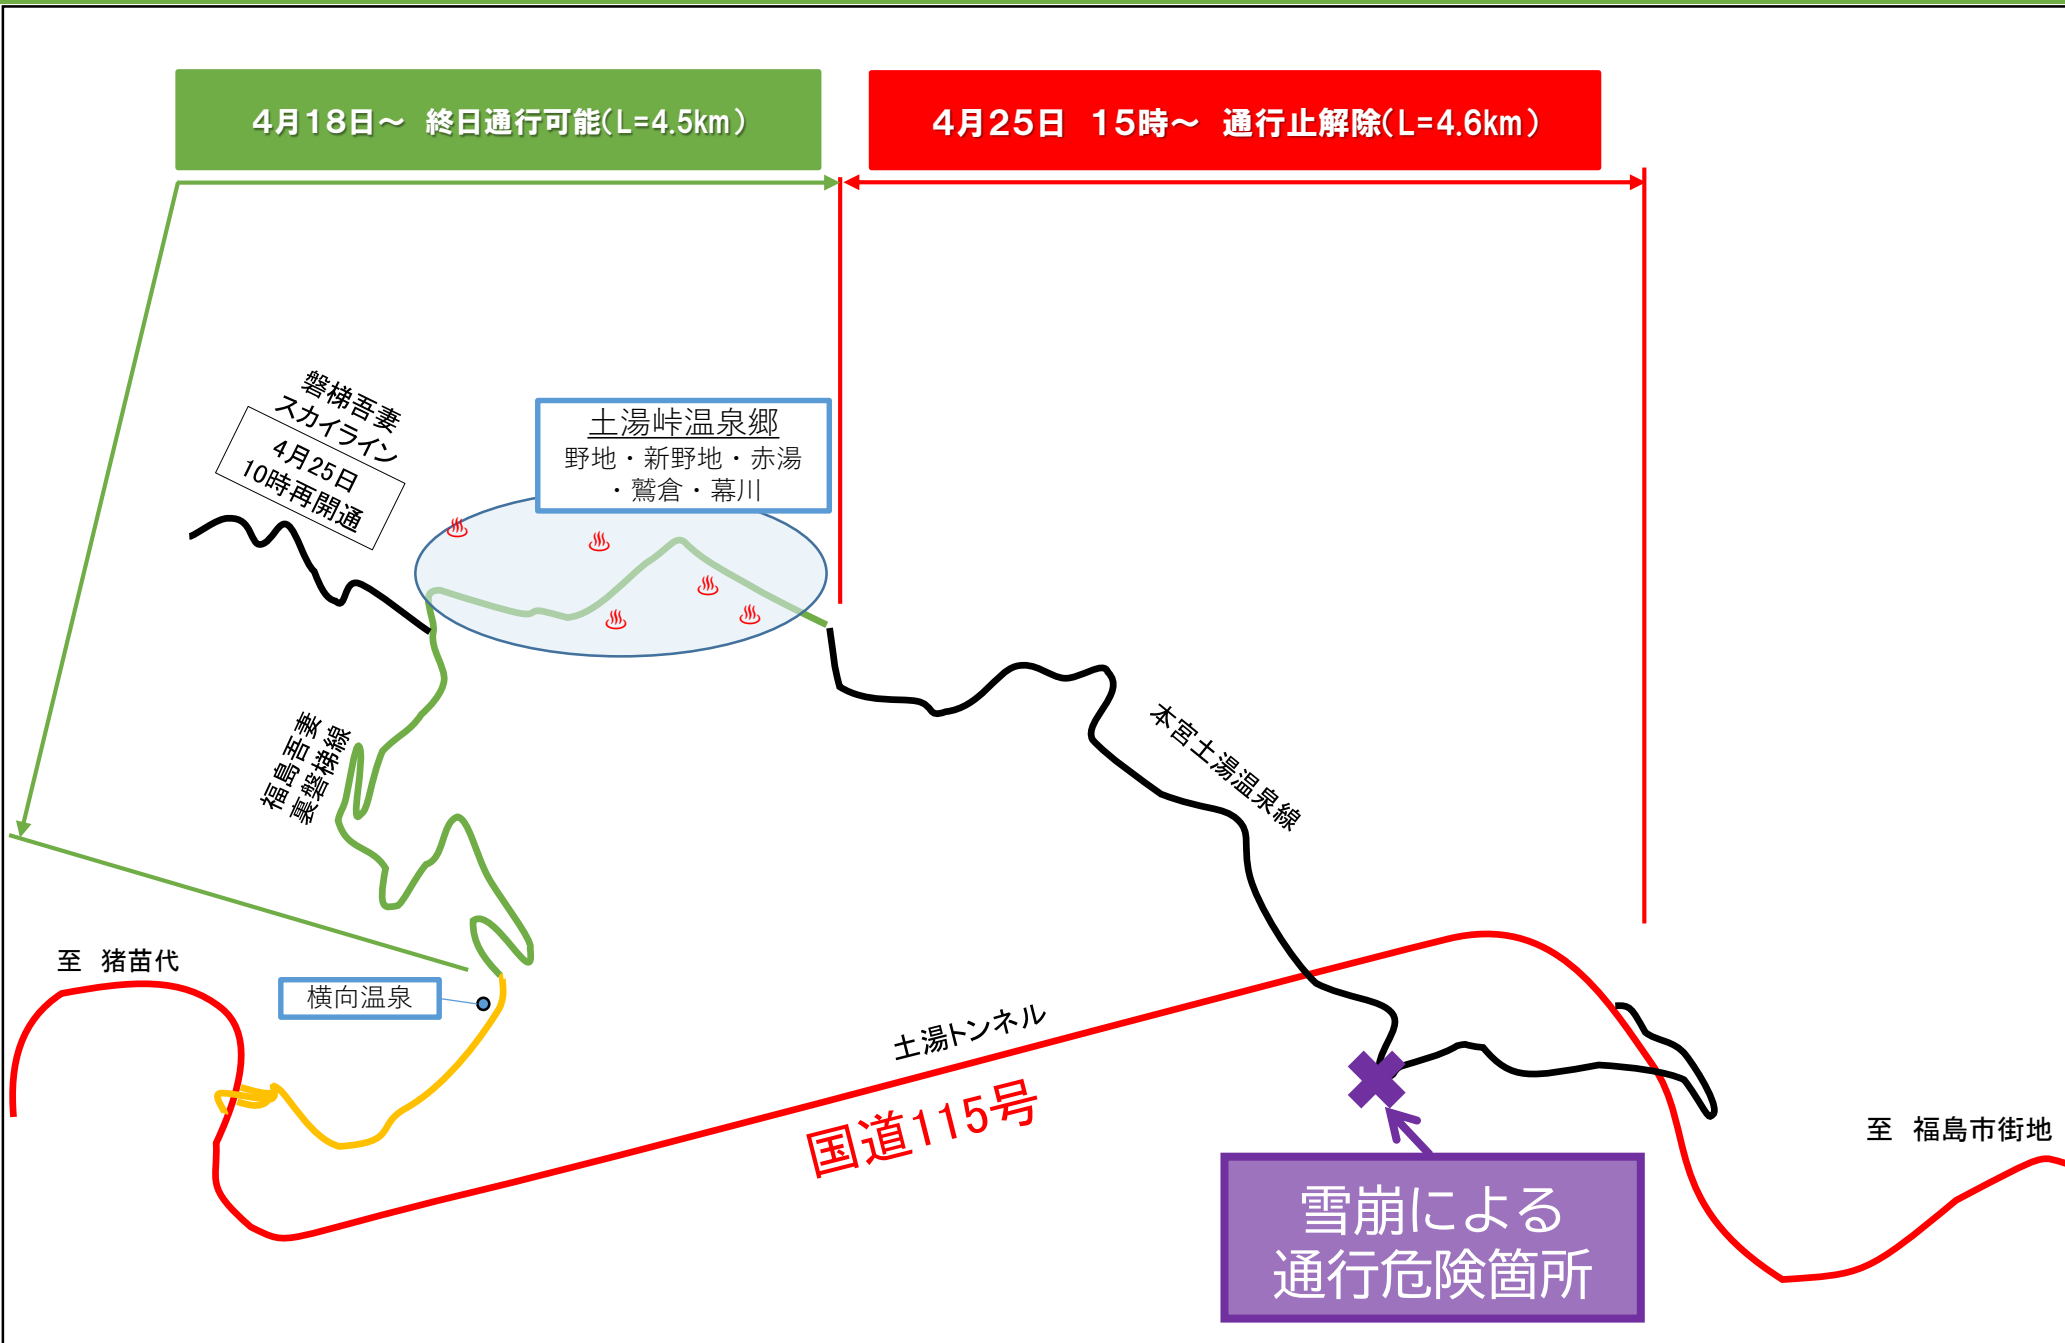 4月18日～　終日通行可能（L=4.5km）
4月25日　15時～　通行止解除（L=4.6km）
磐梯吾妻
スカイライン
4月25日
10時再開通
土湯峠温泉郷
野地・新野地・赤湯
・鷲倉・幕川
福島吾妻
裏磐梯線
本宮土湯温泉線
至　猪苗代
横向温泉
土湯トンネル
国道115号
至　福島市街地
雪崩による
通行危険箇所